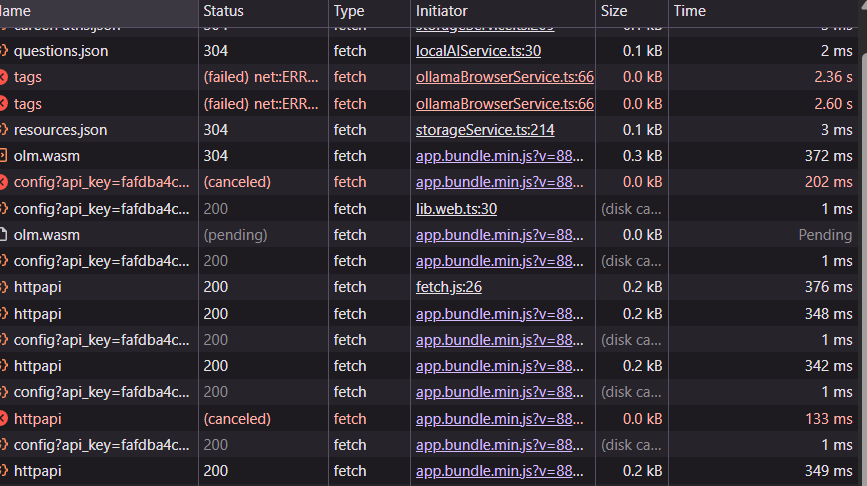 Name Status Type Initiator Size Time
career-paths.json 304 fetch storageService.ts:209 0.1 kB 3 ms
questions.json 304 fetch localAIService.ts:30 0.1 kB 2 ms
tags (failed) net::ERR... fetch ollamaBrowserService.ts:66 0.0 kB 2.36 s
tags (failed) net::ERR... fetch ollamaBrowserService.ts:66 0.0 kB 2.60 s
resources.json 304 fetch storageService.ts:214 0.1 kB 3 ms
olm.wasm 304 fetch app.bundle.min.js?v=88... 0.3 kB 372 ms
config?api_key=fafdba4c... (canceled) fetch app.bundle.min.js?v=88... 0.0 kB 202 ms
config?api_key=fafdba4c... 200 fetch lib.web.ts:30 (disk ca... 1 ms
olm.wasm (pending) fetch app.bundle.min.js?v=88... 0.0 kB Pending
config?api_key=fafdba4c... 200 fetch app.bundle.min.js?v=88... (disk ca... 1 ms
httpapi 200 fetch fetch.js:26 0.2 kB 376 ms
httpapi 200 fetch app.bundle.min.js?v=88... 0.2 kB 348 ms
config?api_key=fafdba4c... 200 fetch app.bundle.min.js?v=88... (disk ca... 1 ms
httpapi 200 fetch app.bundle.min.js?v=88... 0.2 kB 342 ms
config?api_key=fafdba4c... 200 fetch app.bundle.min.js?v=88... (disk ca... 1 ms
httpapi (canceled) fetch app.bundle.min.js?v=88... 0.0 kB 133 ms
config?api_key=fafdba4c... 200 fetch app.bundle.min.js?v=88... (disk ca... 1 ms
httpapi 200 fetch app.bundle.min.js?v=88... 0.2 kB 349 ms